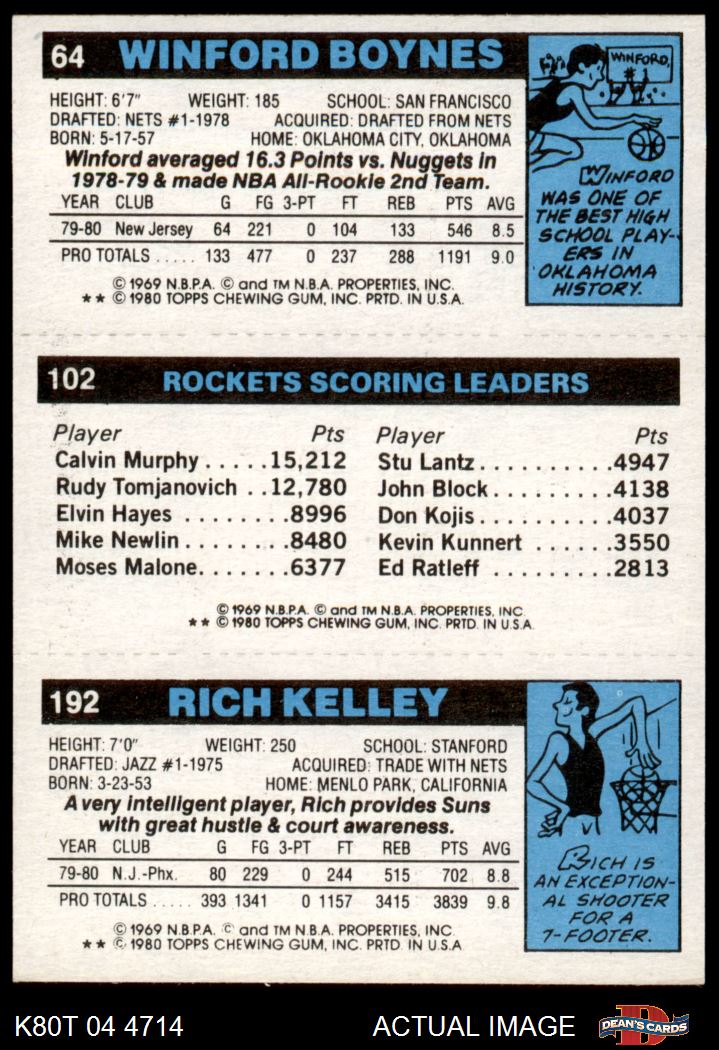 64 WINFORD BOYNES
HEIGHT: 6'7" WEIGHT: 185 SCHOOL: SAN FRANCISCO
DRAFTED: NETS #1-1978 ACQUIRED: DRAFTED FROM NETS
BORN: 5-17-57 HOME: OKLAHOMA CITY, OKLAHOMA
Winford averaged 16.3 Points vs. Nuggets in
1978-79 & made NBA All-Rookie 2nd Team.
YEAR CLUB G FG 3-PT FT REB PTS AVG
79-80 New Jersey 64 221 0 104 133 546 8.5
PRO TOTALS ..... 133 477 0 237 288 1191 9.0
© 1969 N.B.P.A. © and TM N.B.A. PROPERTIES, INC.
** © 1980 TOPPS CHEWING GUM, INC. PRTD. IN U.S.A.
WINFORD,
WINFORD
WAS ONE OF
THE BEST HIGH
SCHOOL PLAY-
ERS IN
OKLAHOMA
HISTORY.
102 ROCKETS SCORING LEADERS
Player Pts Player Pts
Calvin Murphy .....15,212 Stu Lantz..........4947
Rudy Tomjanovich ..12,780 John Block.........4138
Elvin Hayes ........8996 Don Kojis..........4037
Mike Newlin ........8480 Kevin Kunnert ......3550
Moses Malone.......6377 Ed Ratleff .........2813
© 1969 N.B.P.A. © and TM N.B.A. PROPERTIES, INC
** © 1980 TOPPS CHEWING GUM, INC. PRTD. IN U.S.A.
192 RICH KELLEY
HEIGHT: 7'0" WEIGHT: 250 SCHOOL: STANFORD
DRAFTED: JAZZ #1-1975 ACQUIRED: TRADE WITH NETS
BORN: 3-23-53 HOME: MENLO PARK, CALIFORNIA
A very intelligent player, Rich provides Suns
with great hustle & court awareness.
YEAR CLUB G FG 3-PT FT REB PTS AVG
79-80 N.J.-Phx. 80 229 0 244 515 702 8.8
PRO TOTALS ..... 393 1341 0 1157 3415 3839 9.8
© 1969 N.B.P.A. © and TM N.B.A. PROPERTIES, INC.
** © 1980 TOPPS CHEWING GUM, INC. PRTD. IN U.S.A
RICH IS
AN EXCEPTION-
AL SHOOTER
FOR A
7-FOOTER.
K80T 04 4714 ACTUAL IMAGE DEAN'S CARDS